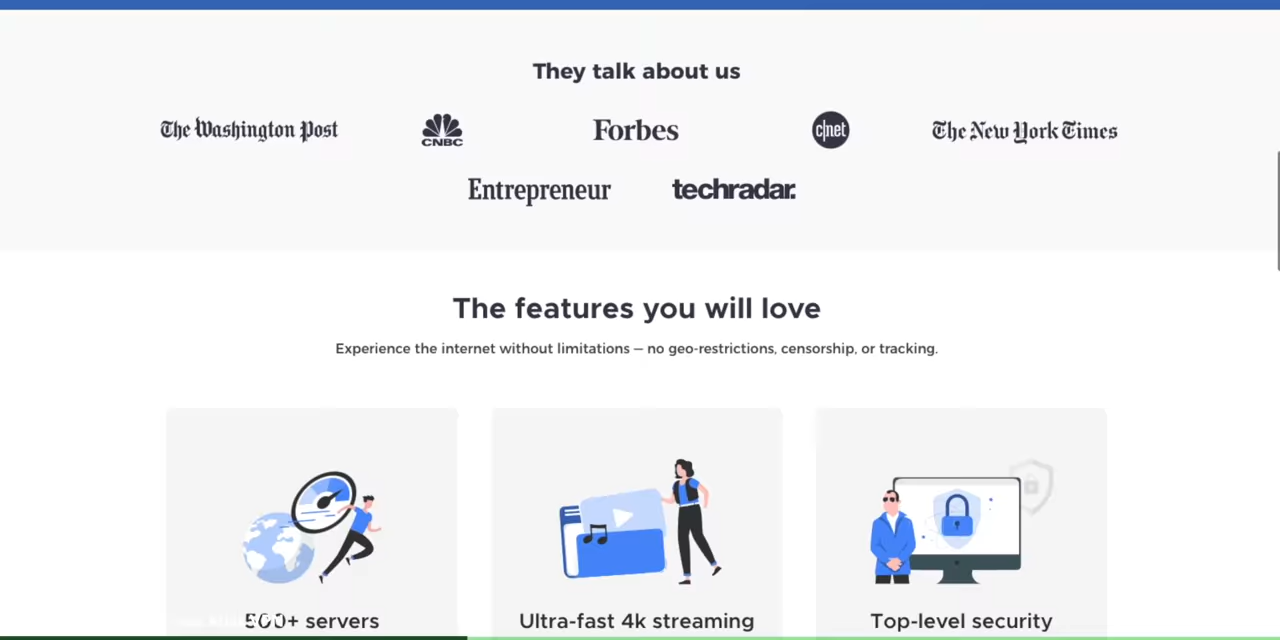 They talk about us
The Washington Post
CNBC
Forbes
c|net
The New York Times
Entrepreneur
techradar.
The features you will love
Experience the internet without limitations — no geo-restrictions, censorship, or tracking.
500+ servers
Ultra-fast 4k streaming
Top-level security